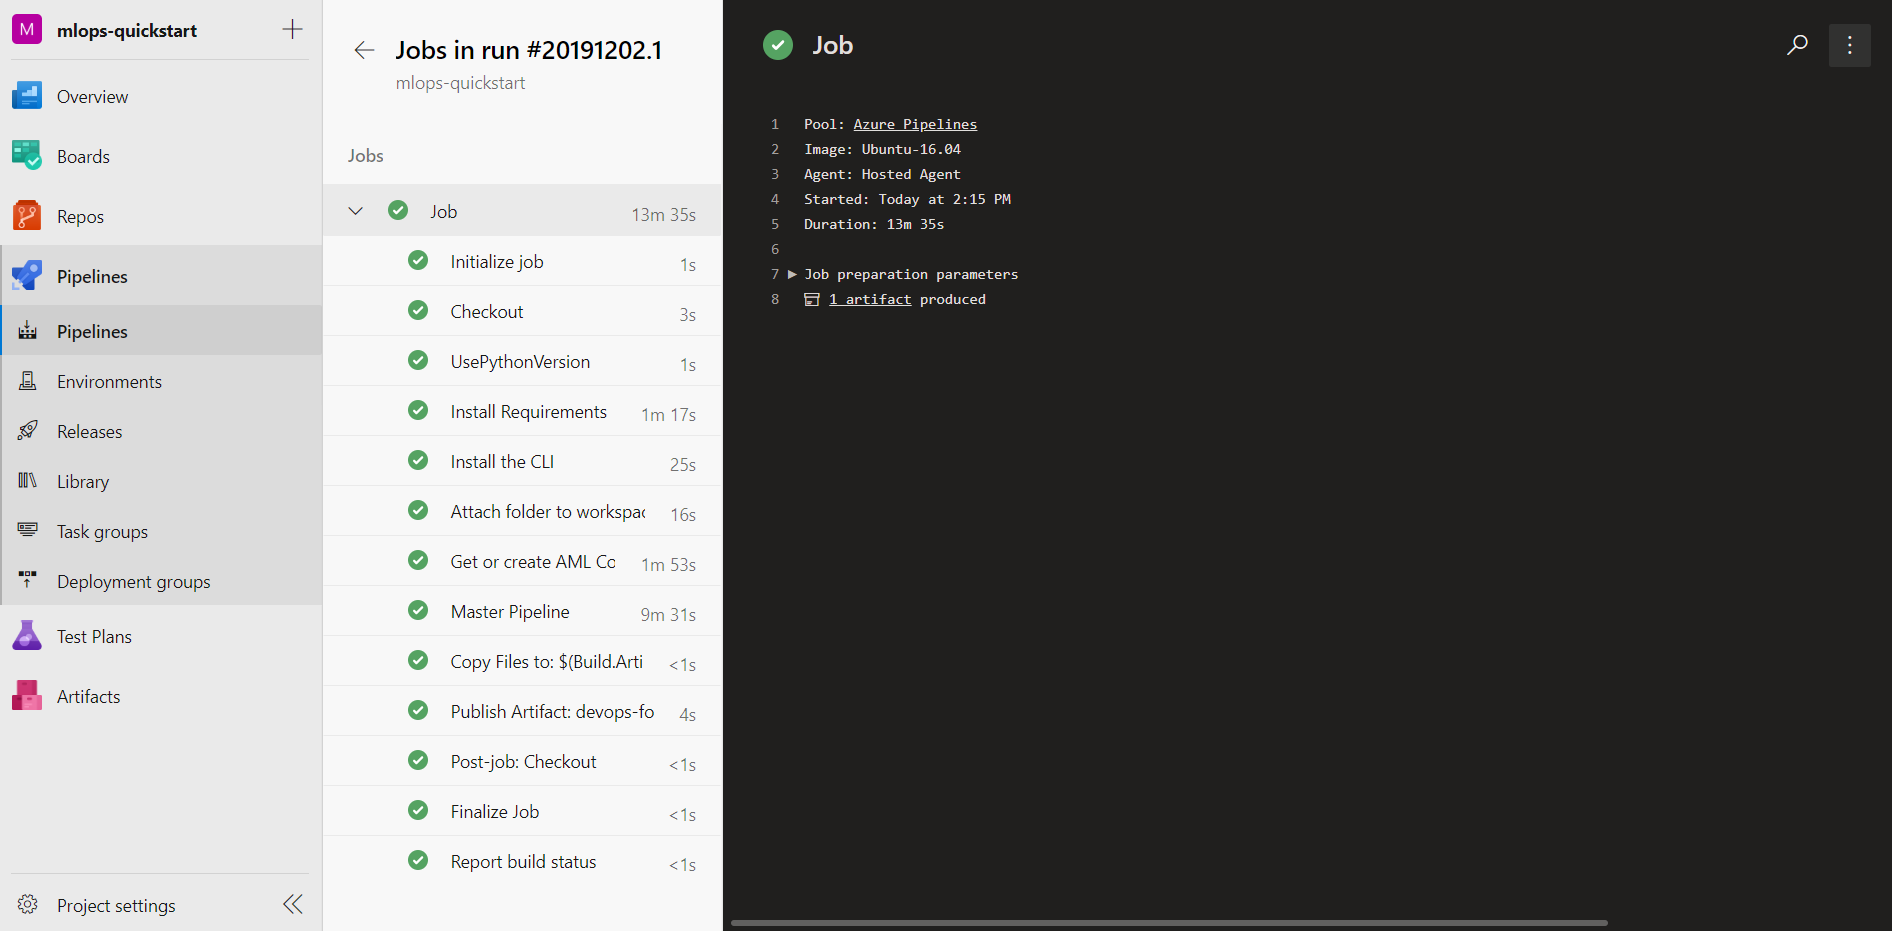 M mlops-quickstart
Overview
Boards
Repos
Pipelines
Pipelines
Environments
Releases
Library
Task groups
Deployment groups
Test Plans
Artifacts
Project settings
Jobs in run #20191202.1
mlops-quickstart
Jobs
Job 13m 35s
Initialize job 1s
Checkout 3s
UsePythonVersion 1s
Install Requirements 1m 17s
Install the CLI 25s
Attach folder to workspac 16s
Get or create AML Co 1m 53s
Master Pipeline 9m 31s
Copy Files to: $(Build.Arti <1s
Publish Artifact: devops-fo 4s
Post-job: Checkout <1s
Finalize Job <1s
Report build status <1s
Job
1 Pool: Azure Pipelines
2 Image: Ubuntu-16.04
3 Agent: Hosted Agent
4 Started: Today at 2:15 PM
5 Duration: 13m 35s
6
7 Job preparation parameters
8 1 artifact produced